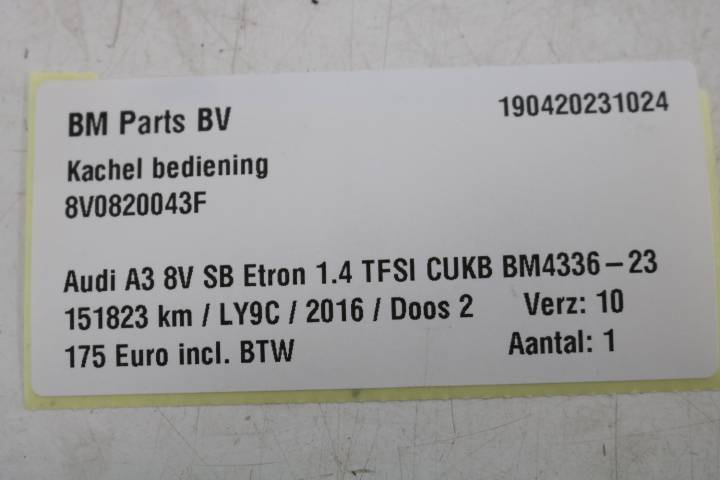 BM Parts BV 190420231024
Kachel bediening
8V0820043F
Audi A3 8V SB Etron 1.4 TFSI CUKB BM4336-23
151823 km / LY9C / 2016 / Doos 2 Verz: 10
175 Euro incl. BTW Aantal: 1